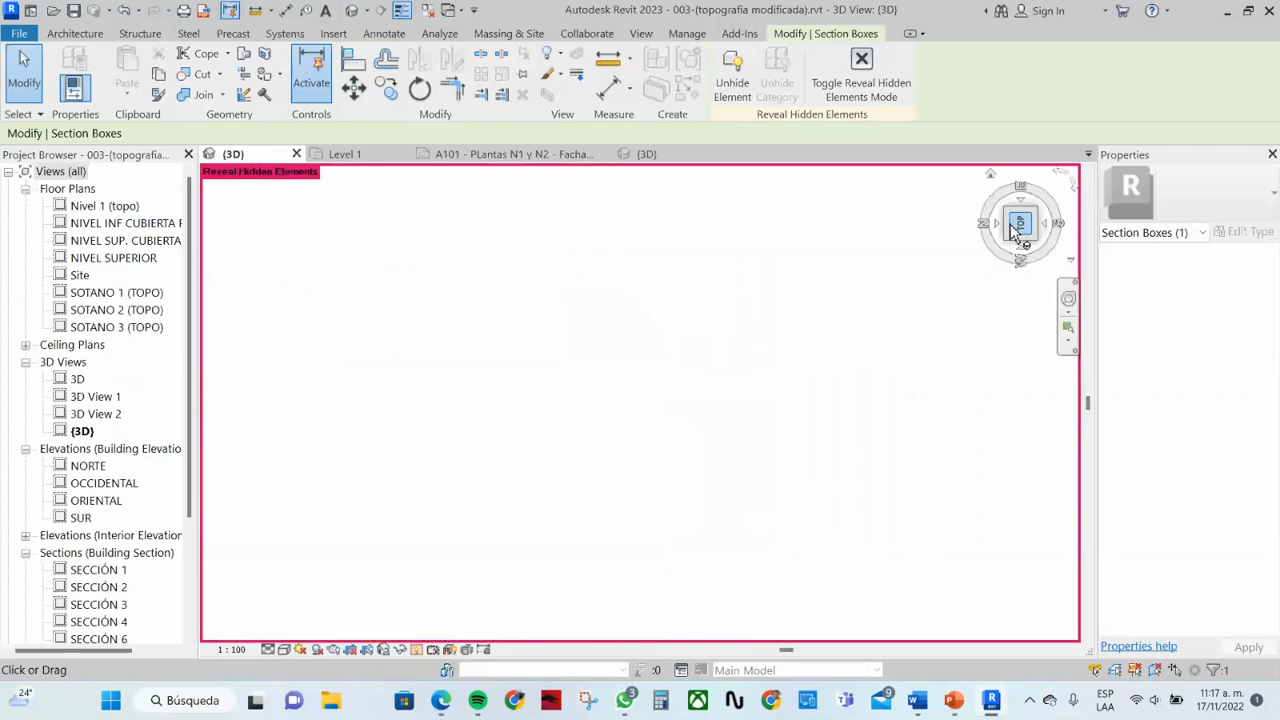 Autodesk Revit 2023 - 003-(topografia modificada).rvt - 3D View: {3D}
Sign In
File Architecture Structure Steel Precast Systems Insert Annotate Analyze Massing & Site Collaborate View Manage Add-Ins Modify | Section Boxes
Modify
Paste
Cope
Cut
Join
Activate
Unhide Element
Unhide Category
Toggle Reveal Hidden Elements Mode
Select Properties Clipboard Geometry Controls Modify View Measure Create Reveal Hidden Elements
Modify | Section Boxes
Project Browser - 003-(topografia...
{3D}
Level 1
A101 - PLantas N1 y N2 - Facha...
{3D}
Properties
Views (all)
Floor Plans
Nivel 1 (topo)
NIVEL INF CUBIERTA F
NIVEL SUP. CUBIERTA
NIVEL SUPERIOR
Site
SOTANO 1 (TOPO)
SOTANO 2 (TOPO)
SOTANO 3 (TOPO)
Ceiling Plans
3D Views
3D
3D View 1
3D View 2
{3D}
Elevations (Building Elevatio
NORTE
OCCIDENTAL
ORIENTAL
SUR
Elevations (Interior Elevation
Sections (Building Section)
SECCIÓN 1
SECCIÓN 2
SECCIÓN 3
SECCIÓN 4
SECCIÓN 6
Reveal Hidden Elements
TOP
R
Section Boxes (1)
Edit Type
Properties help
Apply
1 : 100
Click or Drag
:0
Main Model
:1
24°
Búsqueda
3
9
ESP
LAA
11:17 a. m.
17/11/2022